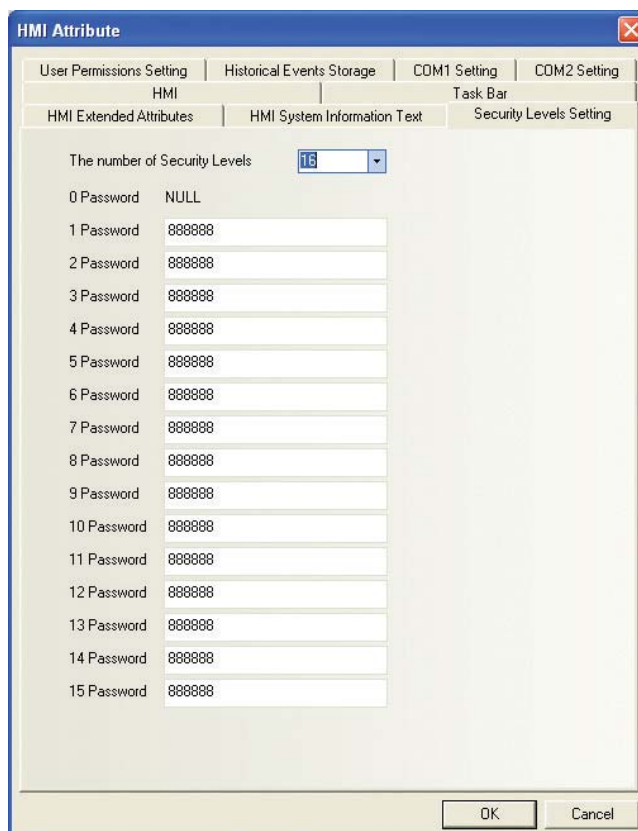 HMI Attribute
User Permissions Setting Historical Events Storage COM1 Setting COM2 Setting
HMI Task Bar
HMI Extended Attributes HMI System Information Text Security Levels Setting
The number of Security Levels 16
0 Password NULL
1 Password 888888
2 Password 888888
3 Password 888888
4 Password 888888
5 Password 888888
6 Password 888888
7 Password 888888
8 Password 888888
9 Password 888888
10 Password 888888
11 Password 888888
12 Password 888888
13 Password 888888
14 Password 888888
15 Password 888888
OK Cancel